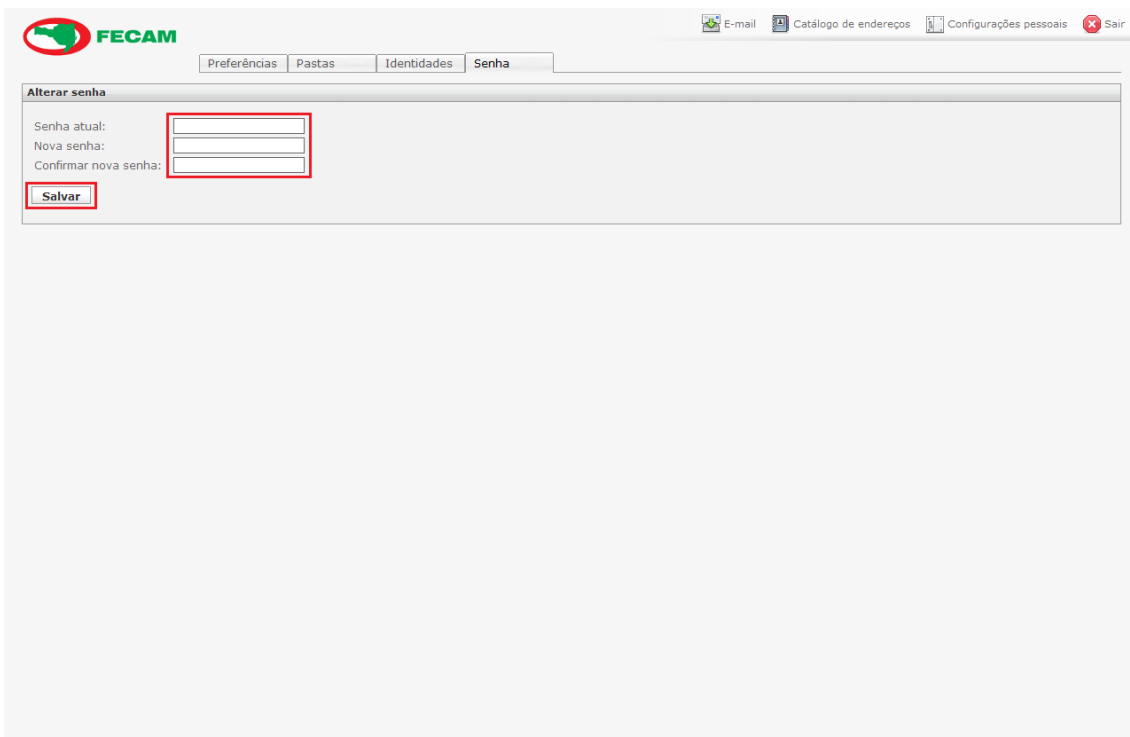 FECAM
E-mail Catálogo de endereços Configurações pessoais Sair
Preferências Pastas Identidades Senha
Alterar senha
Senha atual:
Nova senha:
Confirmar nova senha:
Salvar